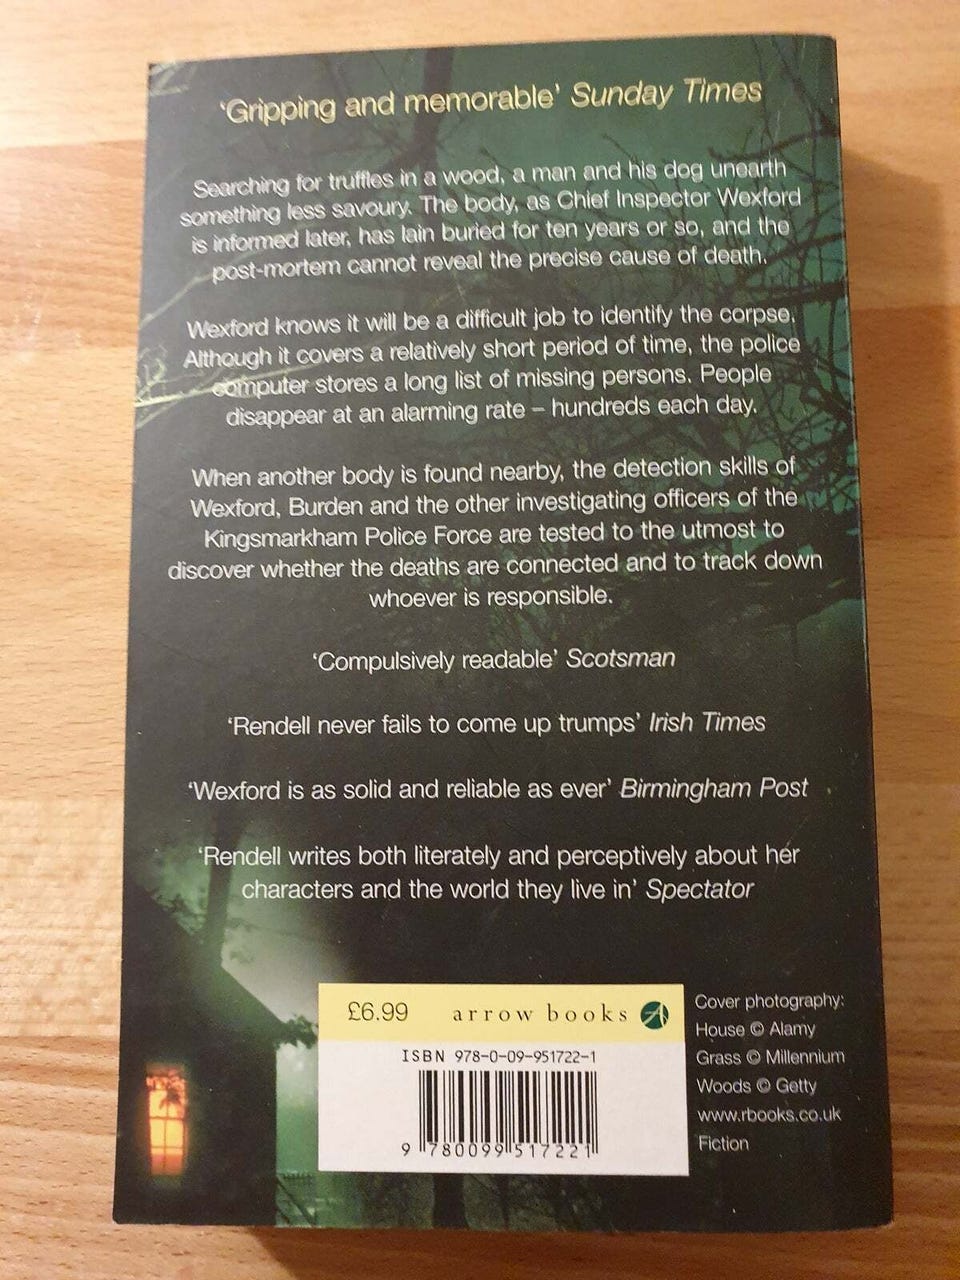 ‘Gripping and memorable’ Sunday Times
Searching for truffles in a wood, a man and his dog unearth
something less savoury. The body, as Chief Inspector Wexford
is informed later, has lain buried for ten years or so, and the
post-mortem cannot reveal the precise cause of death.
Wexford knows it will be a difficult job to identify the corpse.
Although it covers a relatively short period of time, the police
computer stores a long list of missing persons. People
disappear at an alarming rate – hundreds each day.
When another body is found nearby, the detection skills of
Wexford, Burden and the other investigating officers of the
Kingsmarkham Police Force are tested to the utmost to
discover whether the deaths are connected and to track down
whoever is responsible.
‘Compulsively readable’ Scotsman
‘Rendell never fails to come up trumps’ Irish Times
‘Wexford is as solid and reliable as ever’ Birmingham Post
‘Rendell writes both literately and perceptively about her
characters and the world they live in’ Spectator
£6.99 arrow books A
ISBN 978-0-09-951722-1
9 780099 517221
Cover photography:
House © Alamy
Grass © Millennium
Woods © Getty
www.rbooks.co.uk
Fiction